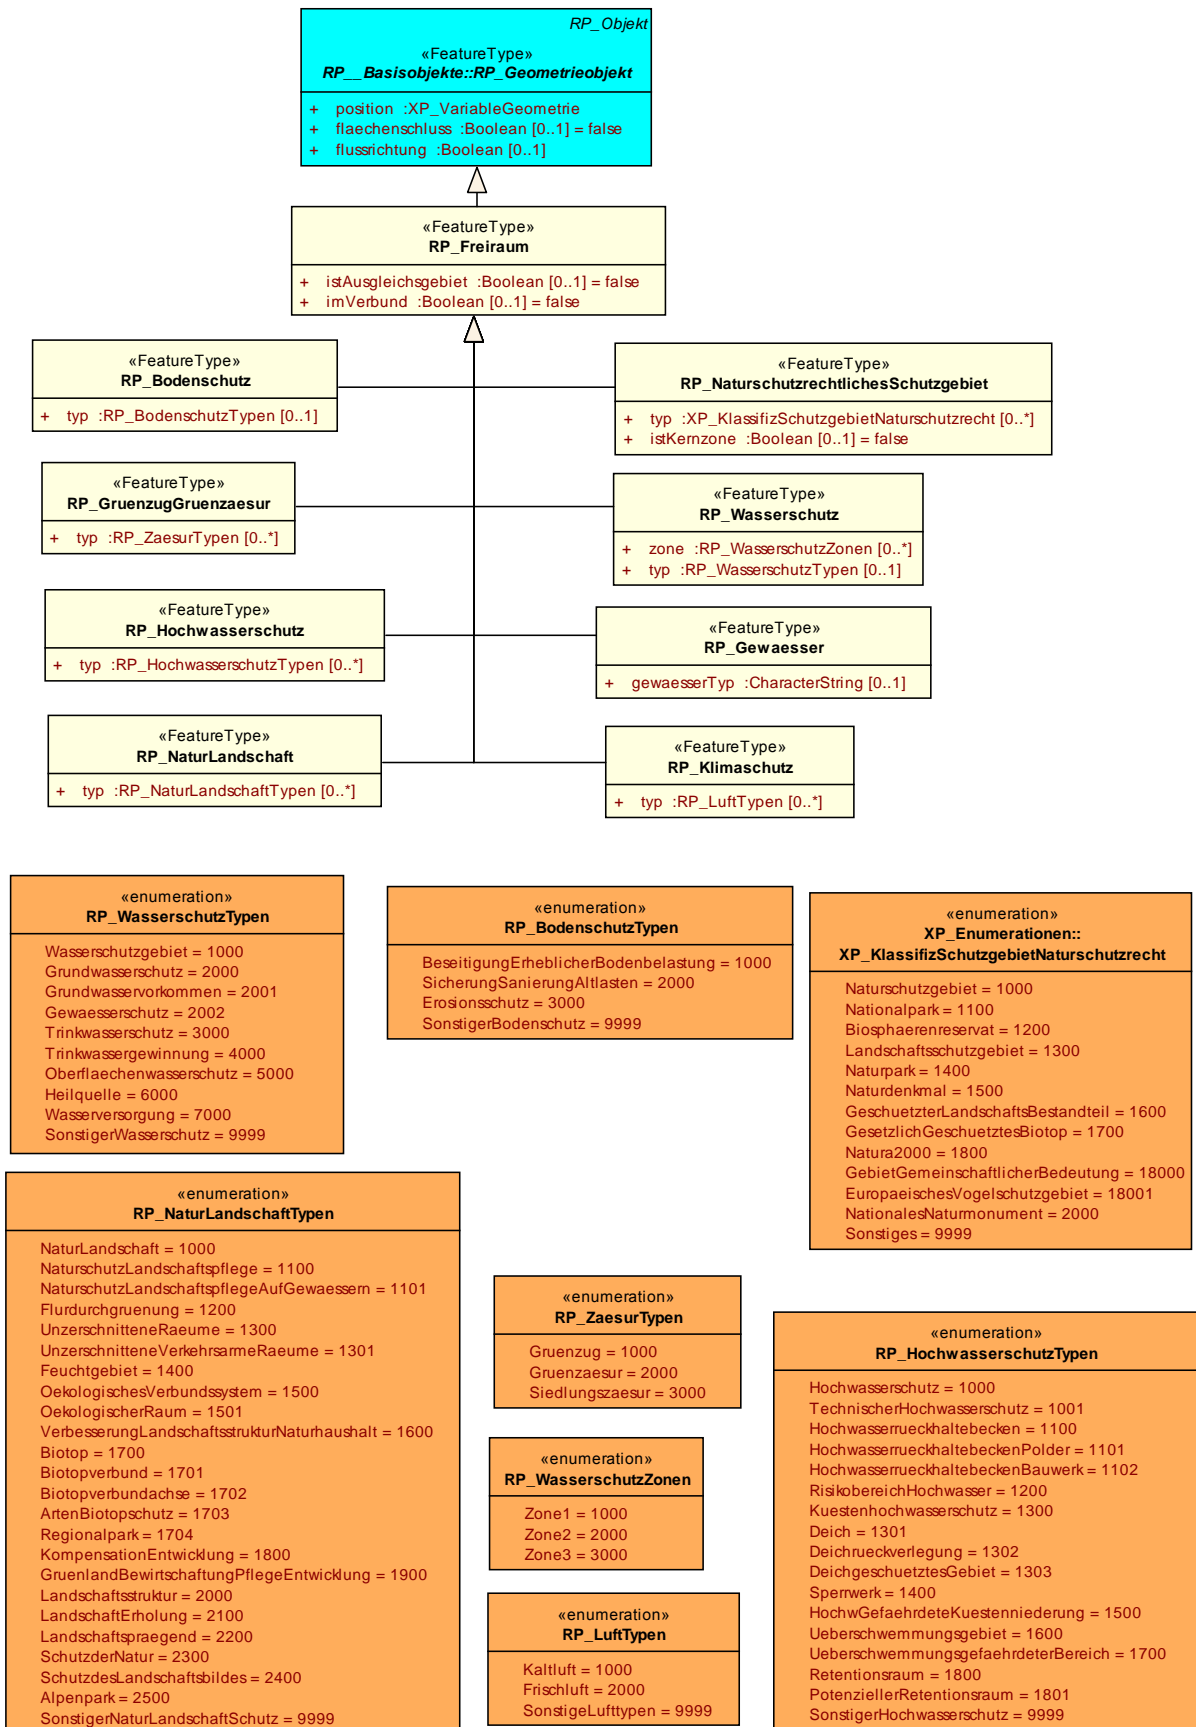 RP_Objekt
«FeatureType»
RP__Basisobjekte::RP_Geometrieobjekt
+ position :XP_VariableGeometrie
+ flaechenschluss :Boolean [0..1] = false
+ flussrichtung :Boolean [0..1]
«FeatureType»
RP_Freiraum
+ istAusgleichsgebiet :Boolean [0..1] = false
+ imVerbund :Boolean [0..1] = false
«FeatureType»
RP_Bodenschutz
+ typ :RP_BodenschutzTypen [0..1]
«FeatureType»
RP_NaturschutzrechtlichesSchutzgebiet
+ typ :XP_KlassifizSchutzgebietNaturschutzrecht [0..*]
+ istKernzone :Boolean [0..1] = false
«FeatureType»
RP_GruenzugGruenzaesur
+ typ :RP_ZaesurTypen [0..*]
«FeatureType»
RP_Wasserschutz
+ zone :RP_WasserschutzZonen [0..*]
+ typ :RP_WasserschutzTypen [0..1]
«FeatureType»
RP_Hochwasserschutz
+ typ :RP_HochwasserschutzTypen [0..*]
«FeatureType»
RP_Gewaesser
+ gewaesserTyp :CharacterString [0..1]
«FeatureType»
RP_NaturLandschaft
+ typ :RP_NaturLandschaftTypen [0..*]
«FeatureType»
RP_Klimaschutz
+ typ :RP_LuftTypen [0..*]
«enumeration»
RP_WasserschutzTypen
Wasserschutzgebiet = 1000
Grundwasserschutz = 2000
Grundwasservorkommen = 2001
Gewaesserschutz = 2002
Trinkwasserschutz = 3000
Trinkwassergewinnung = 4000
Oberflaechenwasserschutz = 5000
Heilquelle = 6000
Wasserversorgung = 7000
SonstigerWasserschutz = 9999
«enumeration»
RP_BodenschutzTypen
BeseitigungErheblicherBodenbelastung = 1000
SicherungSanierungAltlasten = 2000
Erosionsschutz = 3000
SonstigerBodenschutz = 9999
«enumeration»
XP_Enumerationen::
XP_KlassifizSchutzgebietNaturschutzrecht
Naturschutzgebiet = 1000
Nationalpark = 1100
Biosphaerenreservat = 1200
Landschaftsschutzgebiet = 1300
Naturpark = 1400
Naturdenkmal = 1500
GeschuetzterLandschaftsBestandteil = 1600
GesetzlichGeschuetztesBiotop = 1700
Natura2000 = 1800
GebietGemeinschaftlicherBedeutung = 18000
EuropaeischesVogelschutzgebiet = 18001
NationalesNaturmonument = 2000
Sonstiges = 9999
«enumeration»
RP_NaturLandschaftTypen
NaturLandschaft = 1000
NaturschutzLandschaftspflege = 1100
NaturschutzLandschaftspflegeAufGewaessern = 1101
Flurdurchgruenung = 1200
UnzerschnitteneRaeume = 1300
UnzerschnitteneVerkehrsarmeRaeume = 1301
Feuchtgebiet = 1400
OekologischesVerbundssystem = 1500
OekologischerRaum = 1501
VerbesserungLandschaftsstrukturNaturhaushalt = 1600
Biotop = 1700
Biotopverbund = 1701
Biotopverbundachse = 1702
ArtenBiotopschutz = 1703
Regionalpark = 1704
KompensationEntwicklung = 1800
GruenlandBewirtschaftungPflegeEntwicklung = 1900
Landschaftsstruktur = 2000
LandschaftErholung = 2100
Landschaftspraegend = 2200
SchutzderNatur = 2300
SchutzdesLandschaftsbildes = 2400
Alpenpark = 2500
SonstigerNaturLandschaftSchutz = 9999
«enumeration»
RP_ZaesurTypen
Gruenzug = 1000
Gruenzaesur = 2000
Siedlungszaesur = 3000
«enumeration»
RP_WasserschutzZonen
Zone1 = 1000
Zone2 = 2000
Zone3 = 3000
«enumeration»
RP_LuftTypen
Kaltluft = 1000
Frischluft = 2000
SonstigeLufttypen = 9999
«enumeration»
RP_HochwasserschutzTypen
Hochwasserschutz = 1000
TechnischerHochwasserschutz = 1001
Hochwasserrueckhaltebecken = 1100
HochwasserrueckhaltebeckenPolder = 1101
HochwasserrueckhaltebeckenBauwerk = 1102
RisikobereichHochwasser = 1200
Kuestenhochwasserschutz = 1300
Deich = 1301
Deichrueckverlegung = 1302
DeichgeschuetztesGebiet = 1303
Sperrwerk = 1400
HochwGefaehrdeteKuestenniederung = 1500
Ueberschwemmungsgebiet = 1600
UeberschwemmungsgefaehrdeterBereich = 1700
Retentionsraum = 1800
PotenziellerRetentionsraum = 1801
SonstigerHochwasserschutz = 9999